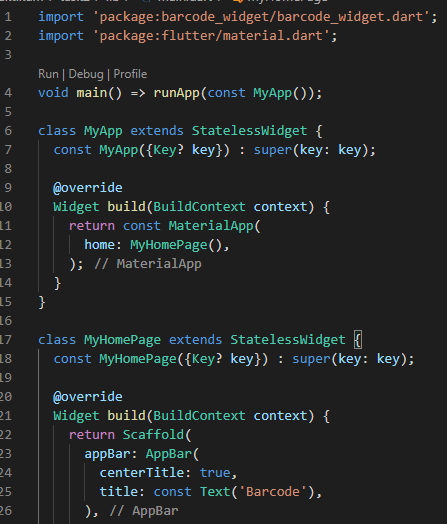 1 import 'package:barcode_widget/barcode_widget.dart';
2 import 'package:flutter/material.dart';
3
Run | Debug | Profile
4 void main() => runApp(const MyApp());
5
6 class MyApp extends StatelessWidget {
7 const MyApp({Key? key}) : super(key: key);
8
9 @override
10 Widget build(BuildContext context) {
11 return const MaterialApp(
12 home: MyHomePage(),
13 ); // MaterialApp
14 }
15 }
16
17 class MyHomePage extends StatelessWidget {
18 const MyHomePage({Key? key}) : super(key: key);
19
20 @override
21 Widget build(BuildContext context) {
22 return Scaffold(
23 appBar: AppBar(
24 centerTitle: true,
25 title: const Text('Barcode'),
26 ), // AppBar